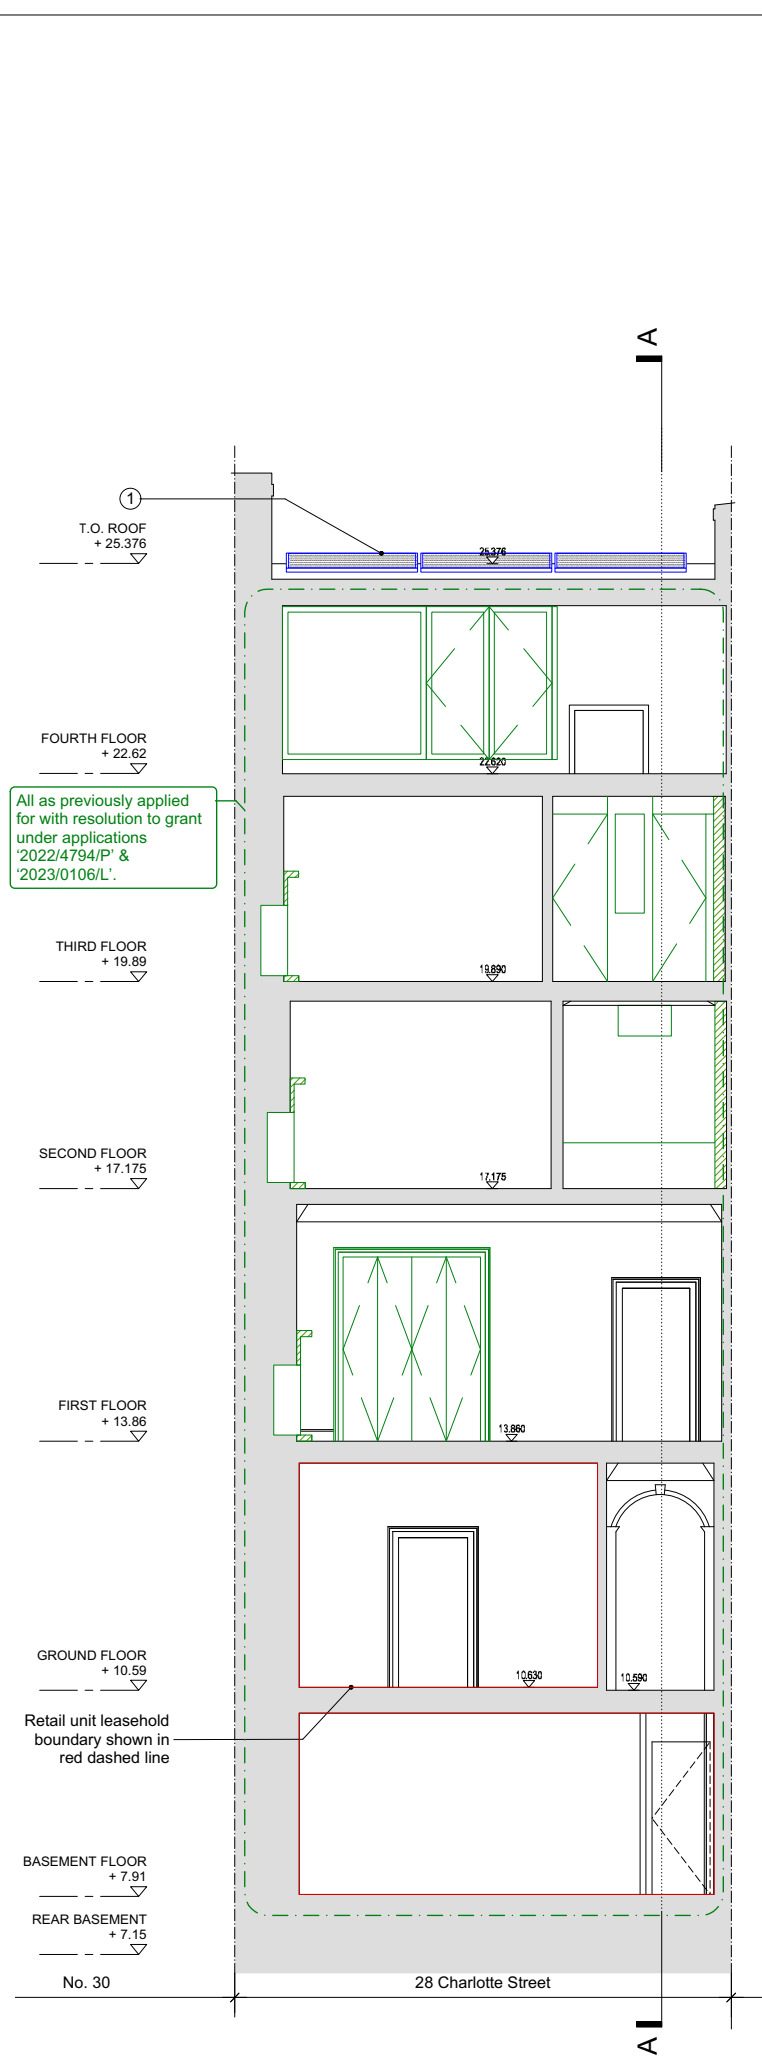 A
1
T.O. ROOF
+ 25.376
25.376
FOURTH FLOOR
+ 22.62
22.620
All as previously applied
for with resolution to grant
under applications
‘2022/4794/P’ &
‘2023/0106/L’.
THIRD FLOOR
+ 19.89
19.890
SECOND FLOOR
+ 17.175
17.175
FIRST FLOOR
+ 13.86
13.860
GROUND FLOOR
+ 10.59
10.630
10.590
Retail unit leasehold
boundary shown in
red dashed line
BASEMENT FLOOR
+ 7.91
REAR BASEMENT
+ 7.15
No. 30
28 Charlotte Street
A